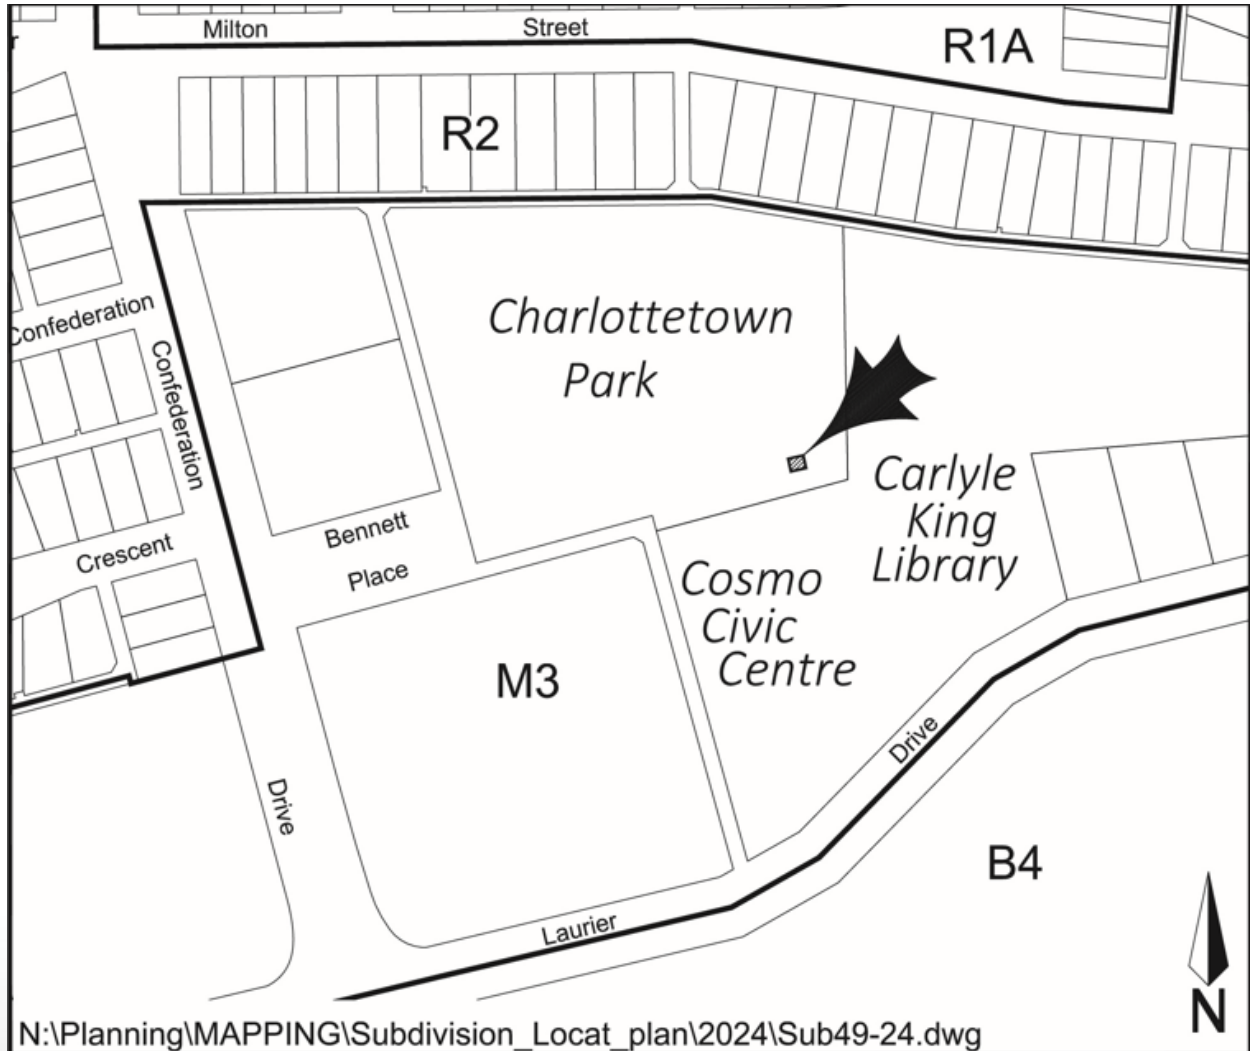 Milton Street
R1A
R2
Charlottetown
Park
Confederation
Confederation
Carlyle
King
Library
Bennett
Place
Crescent
Cosmo
Civic
Centre
M3
Drive
Drive
B4
Laurier
N
N:\Planning\MAPPING\Subdivision_Locat_plan\2024\Sub49-24.dwg